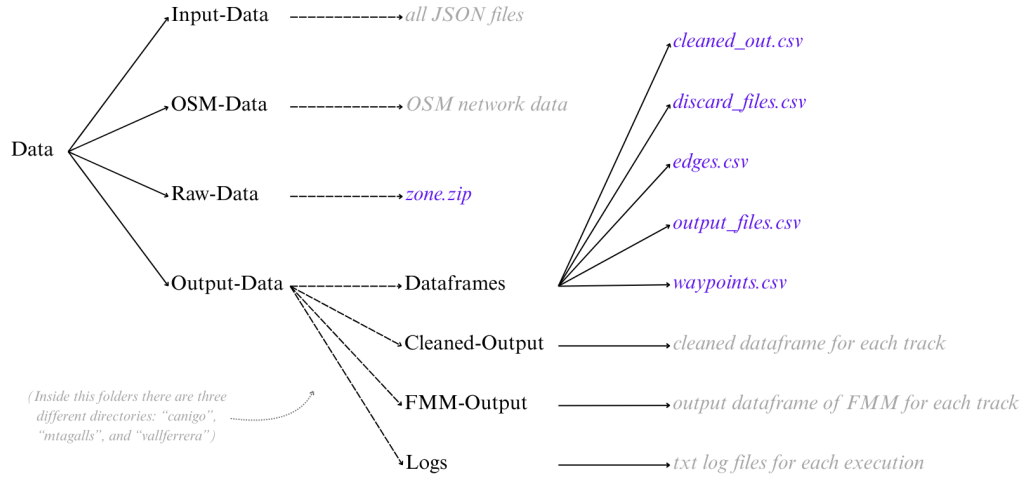 Data
Input-Data
all JSON files
OSM-Data
OSM network data
Raw-Data
zone.zip
Output-Data
Dataframes
cleaned_out.csv
discard_files.csv
edges.csv
output_files.csv
waypoints.csv
Cleaned-Output
cleaned dataframe for each track
FMM-Output
output dataframe of FMM for each track
Logs
txt log files for each execution
(Inside this folders there are three
different directories: “canigo”,
“mtagalls”, and “vallferrera”)